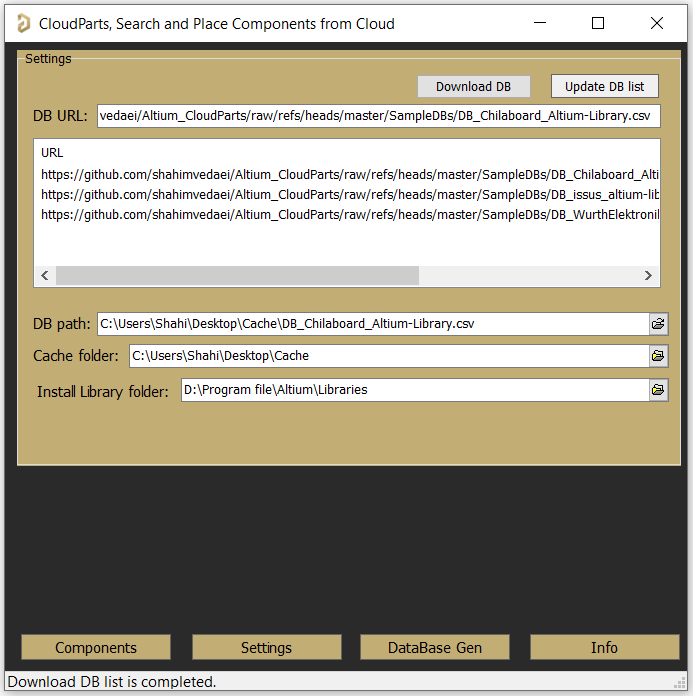 CloudParts, Search and Place Components from Cloud
Settings
Download DB
Update DB list
DB URL: vedaei/Altium_CloudParts/raw/refs/heads/master/SampleDBs/DB_Chilaboard_Altium-Library.csv
URL
https://github.com/shahimvedaei/Altium_CloudParts/raw/refs/heads/master/SampleDBs/DB_Chilaboard_Alti
https://github.com/shahimvedaei/Altium_CloudParts/raw/refs/heads/master/SampleDBs/DB_issus_altium-lib
https://github.com/shahimvedaei/Altium_CloudParts/raw/refs/heads/master/SampleDBs/DB_WurthElektronil
DB path: C:\Users\Shahi\Desktop\Cache\DB_Chilaboard_Altium-Library.csv
Cache folder: C:\Users\Shahi\Desktop\Cache
Install Library folder: D:\Program file\Altium\Libraries
Components
Settings
DataBase Gen
Info
Download DB list is completed.